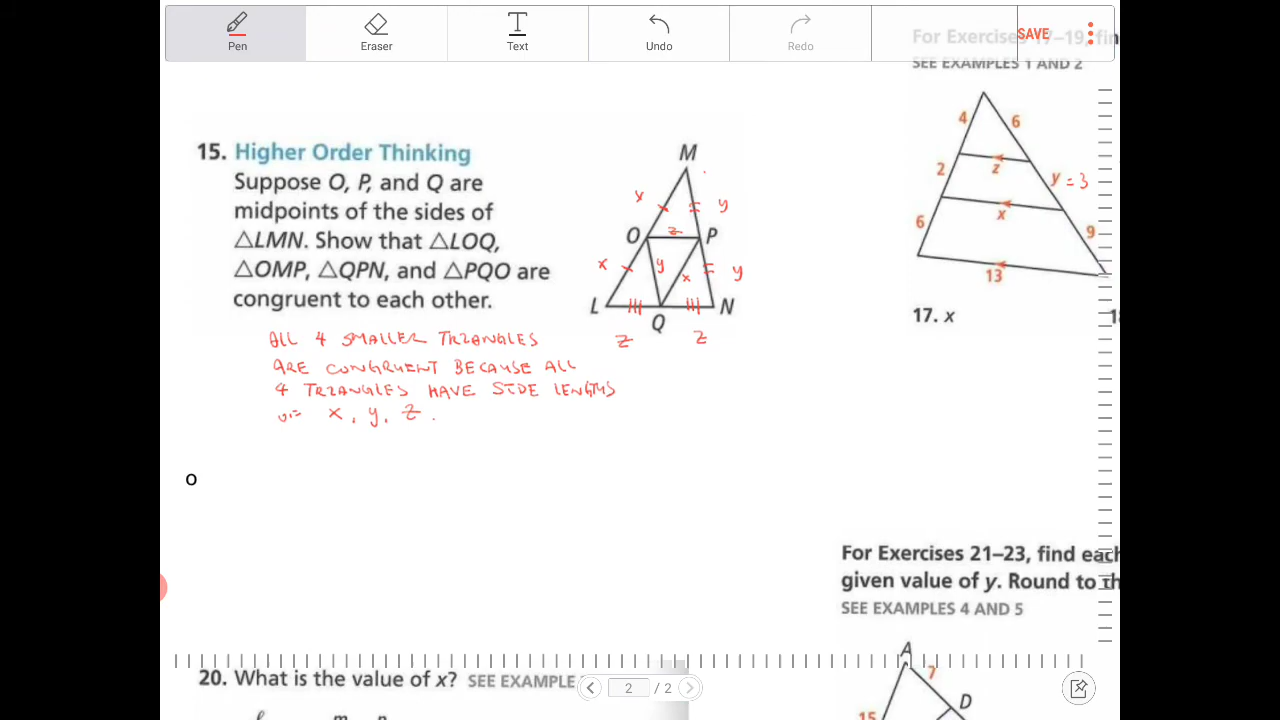 Pen
Eraser
Text
Undo
Redo
SAVE
For Exercises 17–19, fin
SEE EXAMPLES 1 AND 2
15. Higher Order Thinking
Suppose O, P, and Q are
midpoints of the sides of
△LMN. Show that △LOQ,
△OMP, △QPN, and △PQO are
congruent to each other.
M
x
y
O
z
P
x
y
x
y
L
N
Q
z
z
ALL 4 SMALLER TRIANGLES
ARE CONGRUENT BECAUSE ALL
4 TRIANGLES HAVE SIDE LENGTHS
x, y, z.
4
6
2
z
y = 3
x
6
9
13
17. x
1
o
For Exercises 21–23, find each
given value of y. Round to th
SEE EXAMPLES 4 AND 5
A
7
D
15
20. What is the value of x? SEE EXAMPLE
2 / 2
ℓ m n